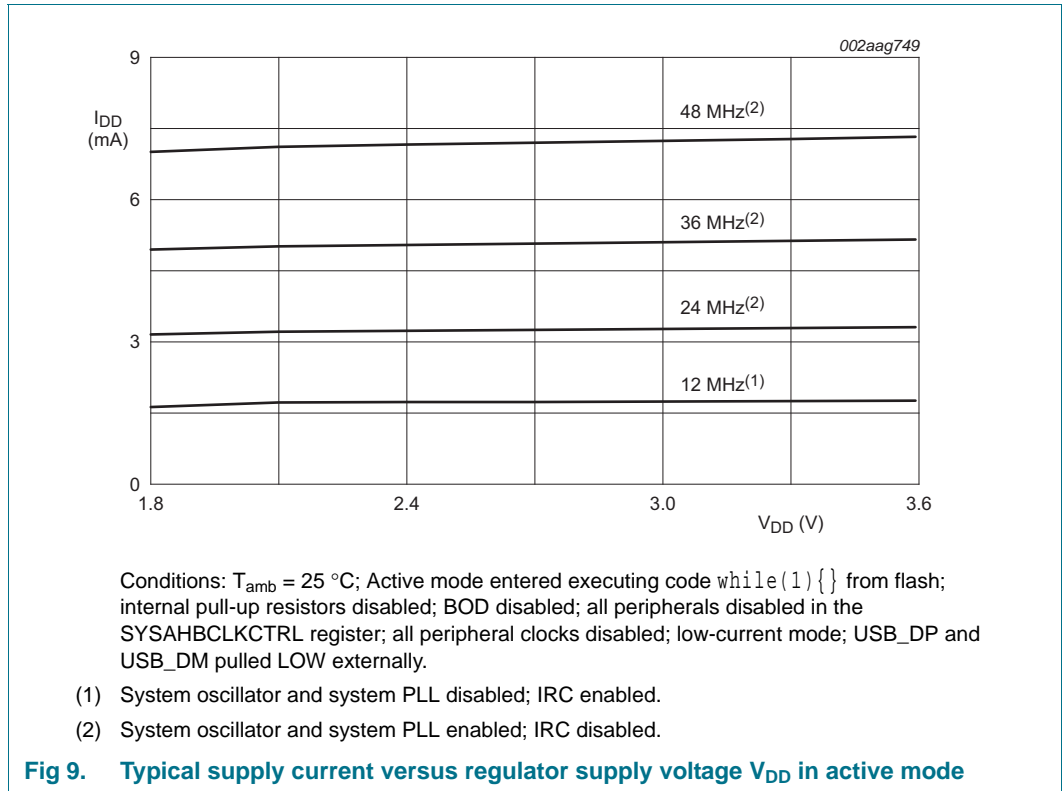 002aag749
9
I_DD
(mA)
48 MHz(2)
6
36 MHz(2)
24 MHz(2)
3
12 MHz(1)
0
1.8 2.4 3.0 3.6
V_DD (V)
Conditions: T_amb = 25 °C; Active mode entered executing code while(1){} from flash;
internal pull-up resistors disabled; BOD disabled; all peripherals disabled in the
SYSAHBCLKCTRL register; all peripheral clocks disabled; low-current mode; USB_DP and
USB_DM pulled LOW externally.
(1) System oscillator and system PLL disabled; IRC enabled.
(2) System oscillator and system PLL enabled; IRC disabled.
Fig 9. Typical supply current versus regulator supply voltage V_DD in active mode